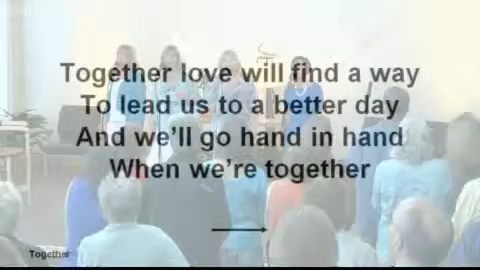 Together love will find a way
To lead us to a better day
And we'll go hand in hand
When we're together
Together